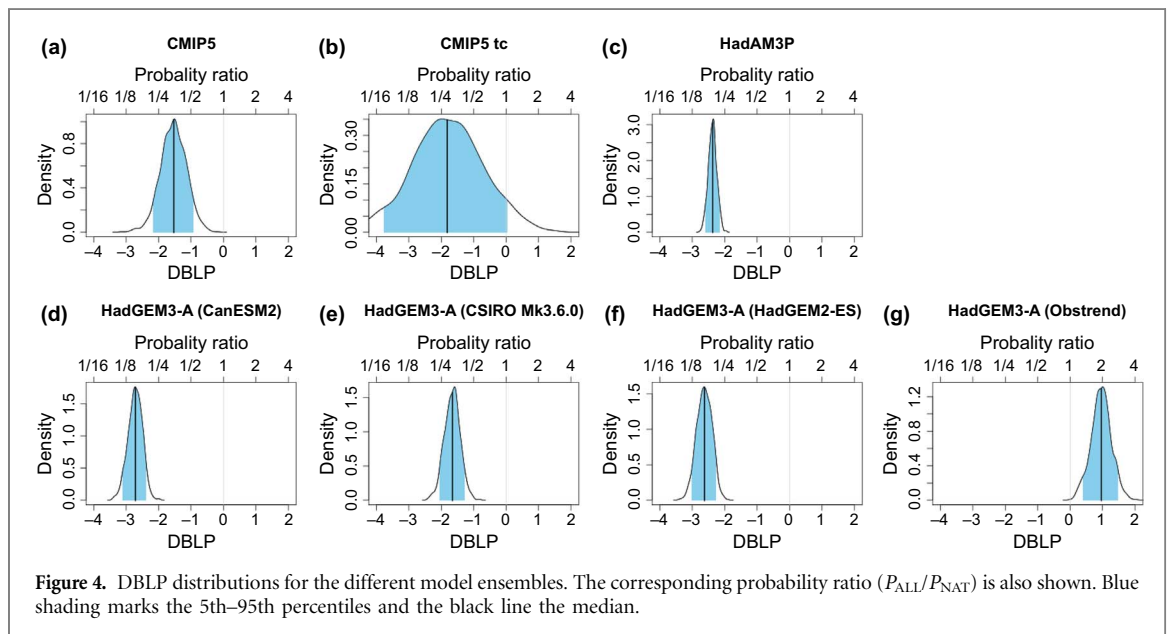 (a) CMIP5
Probality ratio
1/16 1/8 1/4 1/2 1 2 4
Density
0.0 0.4 0.8
−4 −3 −2 −1 0 1 2
DBLP
(b) CMIP5 tc
Probality ratio
1/16 1/8 1/4 1/2 1 2 4
Density
0.00 0.15 0.30
−4 −3 −2 −1 0 1 2
DBLP
(c) HadAM3P
Probality ratio
1/16 1/8 1/4 1/2 1 2 4
Density
0.0 1.0 2.0 3.0
−4 −3 −2 −1 0 1 2
DBLP
(d) HadGEM3-A (CanESM2)
Probality ratio
1/16 1/8 1/4 1/2 1 2 4
Density
0.0 0.5 1.0 1.5
−4 −3 −2 −1 0 1 2
DBLP
(e) HadGEM3-A (CSIRO Mk3.6.0)
Probality ratio
1/16 1/8 1/4 1/2 1 2 4
Density
0.0 0.5 1.0 1.5
−4 −3 −2 −1 0 1 2
DBLP
(f) HadGEM3-A (HadGEM2-ES)
Probality ratio
1/16 1/8 1/4 1/2 1 2 4
Density
0.0 0.5 1.0 1.5
−4 −3 −2 −1 0 1 2
DBLP
(g) HadGEM3-A (Obstrend)
Probality ratio
1/16 1/8 1/4 1/2 1 2 4
Density
0.0 0.4 0.8 1.2
−4 −3 −2 −1 0 1 2
DBLP
Figure 4. DBLP distributions for the different model ensembles. The corresponding probability ratio (P_ALL/P_NAT) is also shown. Blue
shading marks the 5th–95th percentiles and the black line the median.